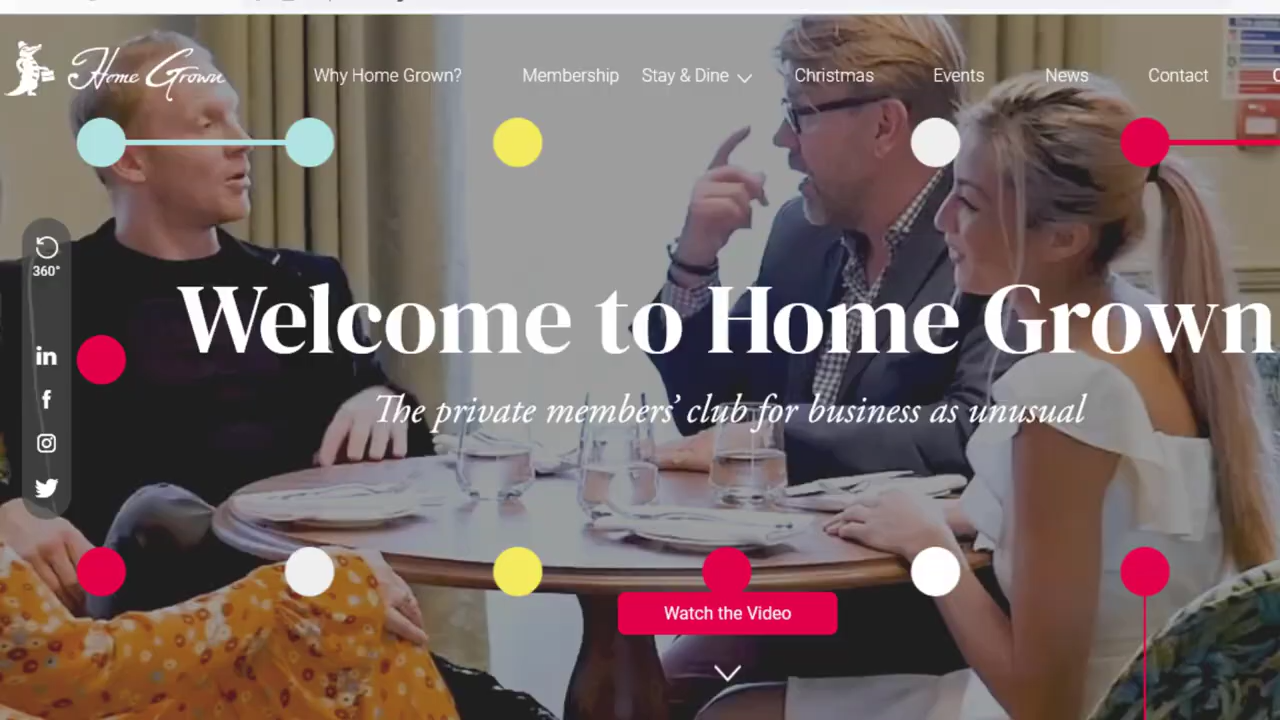 Home Grown
Why Home Grown?
Membership
Stay & Dine
Christmas
Events
News
Contact
360°
Welcome to Home Grown
The private members’ club for business as unusual
Watch the Video